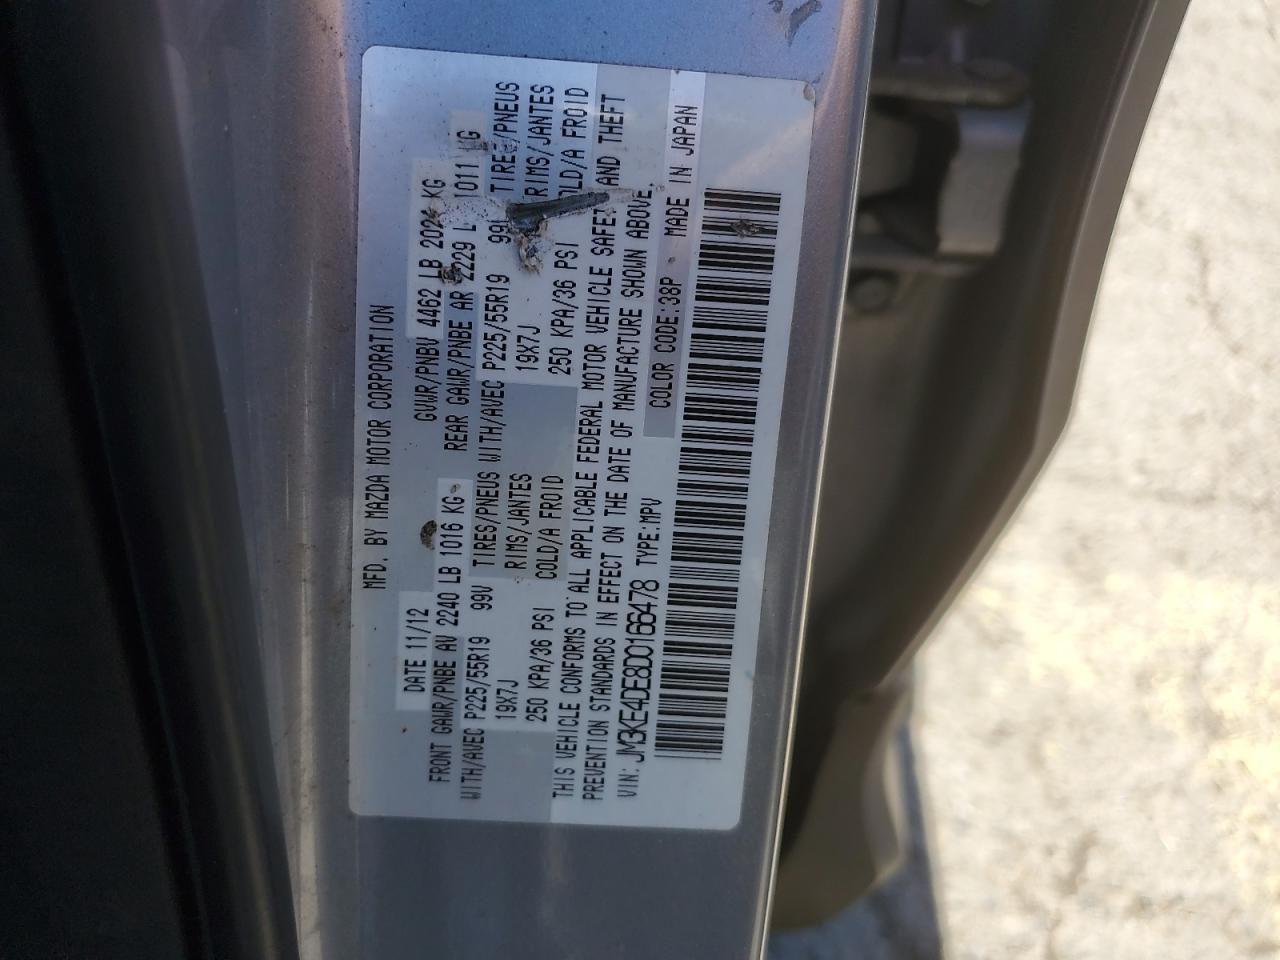 MFD. BY MAZDA MOTOR CORPORATION
DATE 11/12 GVWR/PNBV 4462 LB 2024 KG
FRONT GAWR/PNBE AV 2240 LB 1016 KG REAR GAWR/PNBE AR 2229 L 1011 KG
WITH/AVEC P225/55R19 99V TIRES/PNEUS WITH/AVEC P225/55R19 99 TIRES/PNEUS
19X7J RIMS/JANTES 19X7J RIMS/JANTES
250 KPA/36 PSI COLD/A FROID 250 KPA/36 PSI COLD/A FROID
THIS VEHICLE CONFORMS TO ALL APPLICABLE FEDERAL MOTOR VEHICLE SAFET AND THEFT
PREVENTION STANDARDS IN EFFECT ON THE DATE OF MANUFACTURE SHOWN ABOVE.
VIN: JM3KE4DE8D0166478 TYPE:MPV COLOR CODE:38P MADE IN JAPAN